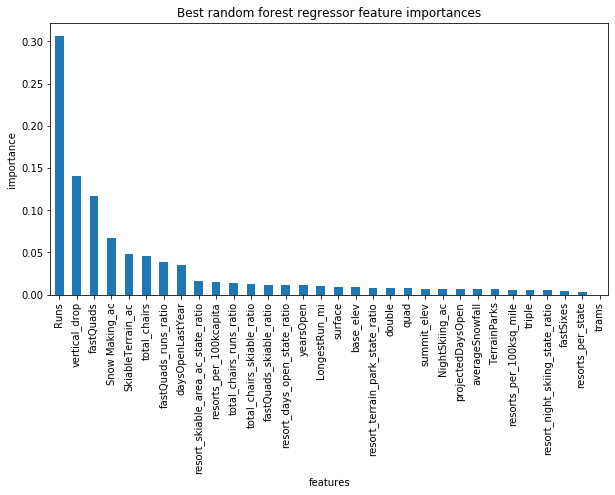 Best random forest regressor feature importances
importance
0.30
0.25
0.20
0.15
0.10
0.05
0.00
Runs
vertical_drop
fastQuads
Snow Making_ac
SkiableTerrain_ac
total_chairs
fastQuads_runs_ratio
daysOpenLastYear
resort_skiable_area_ac_state_ratio
resorts_per_100kcapita
total_chairs_runs_ratio
total_chairs_skiable_ratio
fastQuads_skiable_ratio
resort_days_open_state_ratio
yearsOpen
LongestRun_mi
surface
base_elev
resort_terrain_park_state_ratio
double
quad
summit_elev
NightSkiing_ac
projectedDaysOpen
averageSnowfall
TerrainParks
resorts_per_100ksq_mile
triple
resort_night_skiing_state_ratio
fastSixes
resorts_per_state
trams
features